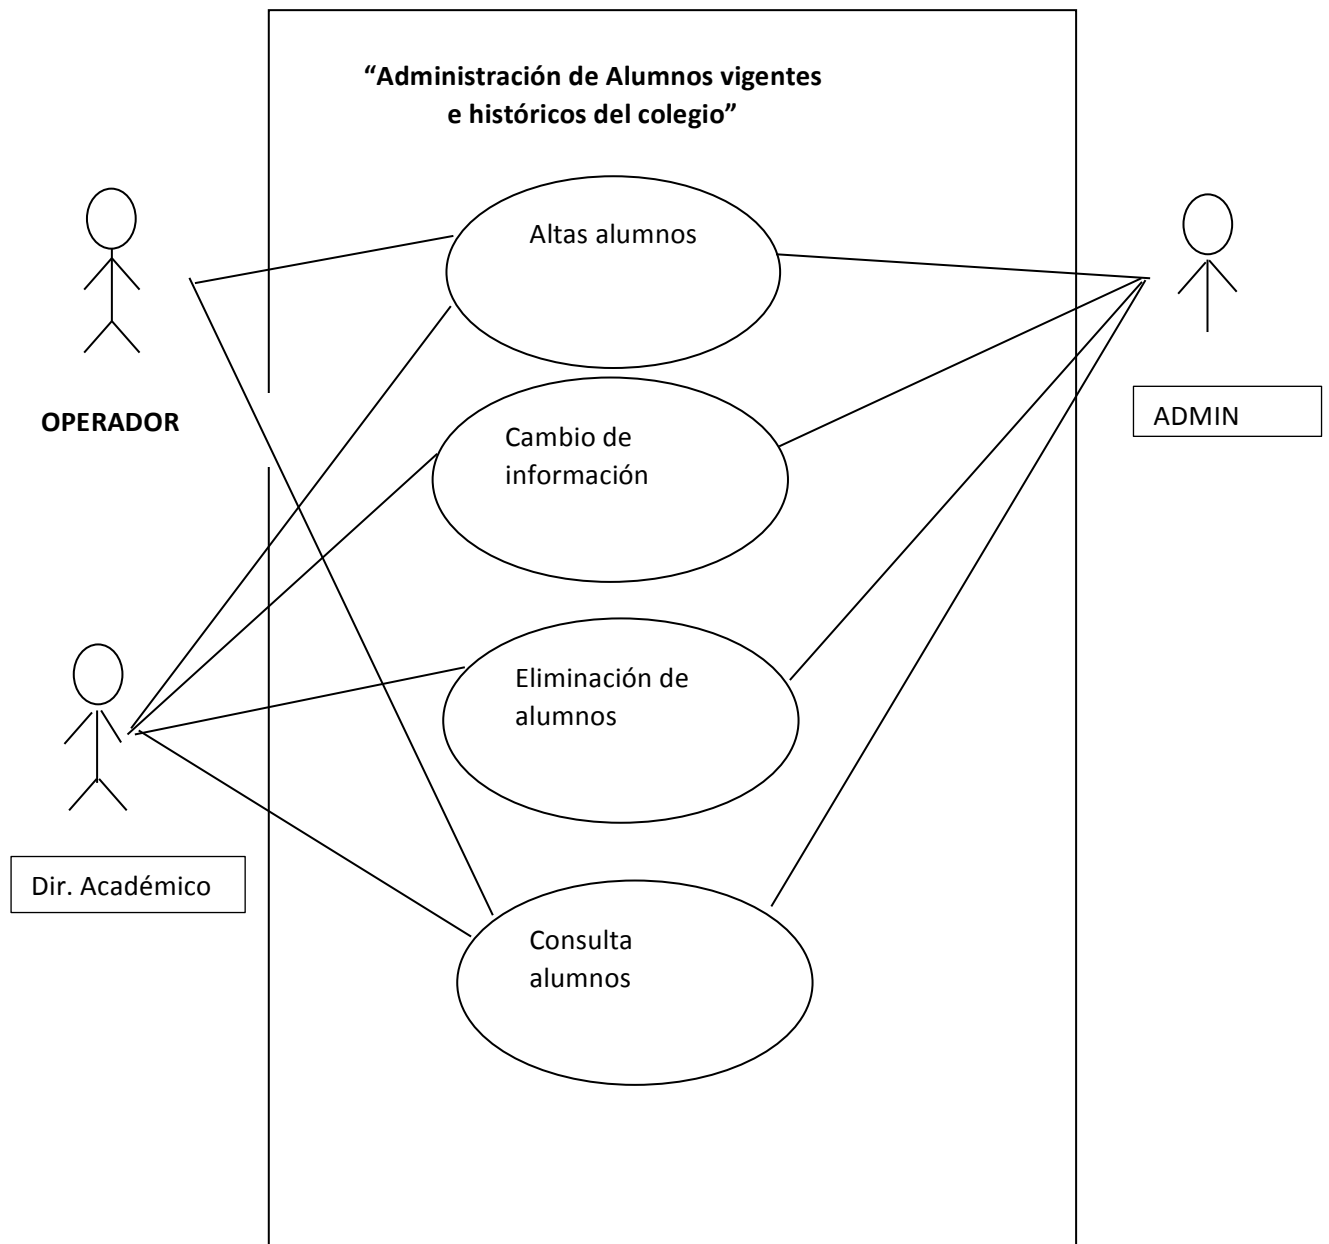 “Administración de Alumnos vigentes
e históricos del colegio”
Altas alumnos
OPERADOR
ADMIN
Cambio de
información
Eliminación de
alumnos
Dir. Académico
Consulta
alumnos